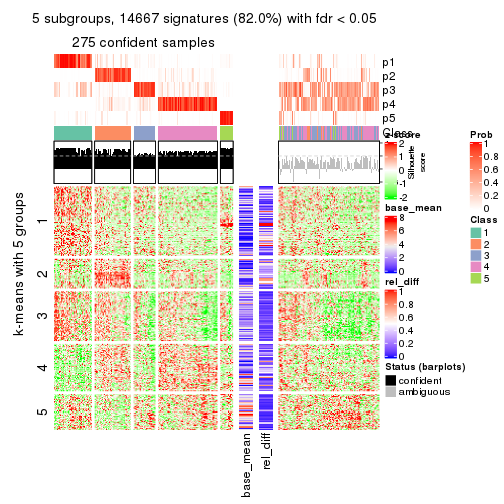 5 subgroups, 14667 signatures (82.0%) with fdr < 0.05
275 confident samples
p1
p2
p3
p4
p5
Class
Silhouette
score
k-means with 5 groups
1
2
3
4
5
base_mean
rel_diff
z-score
2
1
0
-1
-2
base_mean
8
6
4
2
0
rel_diff
1
0.8
0.6
0.4
0.2
0
Status (barplots)
confident
ambiguous
Prob
1
0.8
0.6
0.4
0.2
0
Class
1
2
3
4
5